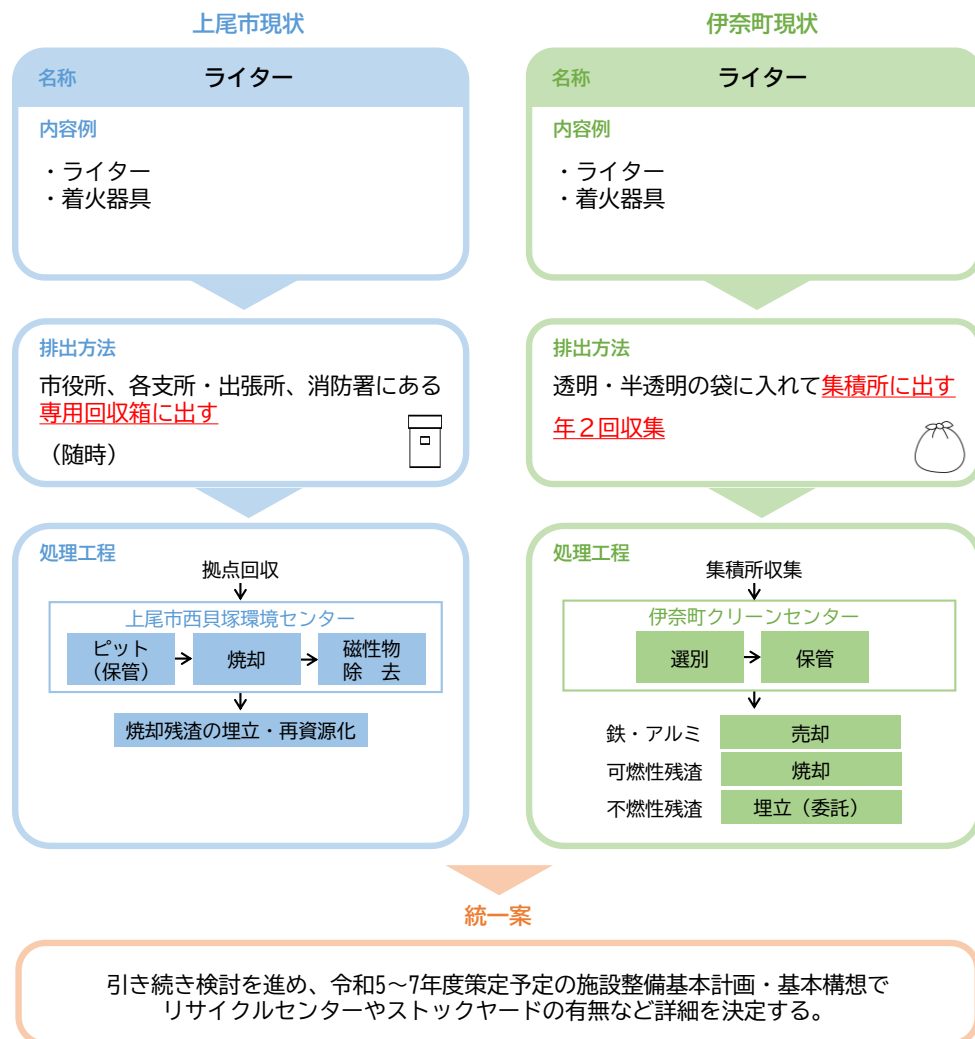 上尾市現状
名称 ライター
内容例
・ライター
・着火器具
排出方法
市役所、各支所・出張所、消防署にある
専用回収箱に出す
（随時）
処理工程
拠点回収
上尾市西貝塚環境センター
ピット
（保管）
焼却
磁性物
除　去
焼却残渣の埋立・再資源化
伊奈町現状
名称 ライター
内容例
・ライター
・着火器具
排出方法
透明・半透明の袋に入れて集積所に出す
年２回収集
処理工程
集積所収集
伊奈町クリーンセンター
選別
保管
鉄・アルミ 売却
可燃性残渣 焼却
不燃性残渣 埋立（委託）
統一案
引き続き検討を進め、令和5～7年度策定予定の施設整備基本計画・基本構想で
リサイクルセンターやストックヤードの有無など詳細を決定する。